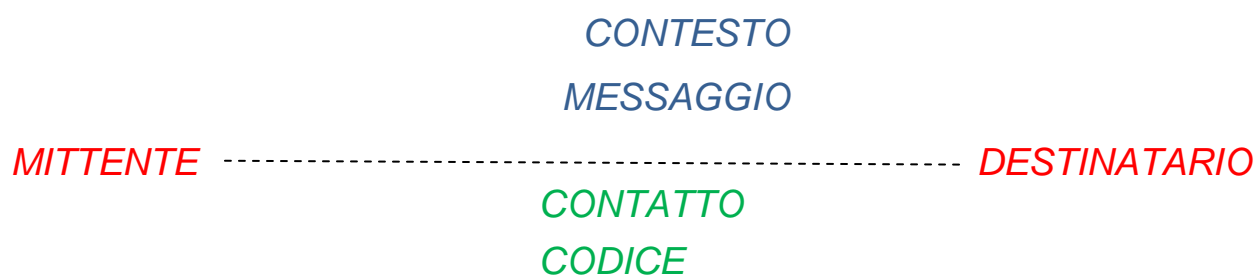 CONTESTO
MESSAGGIO
MITTENTE DESTINATARIO
CONTATTO
CODICE